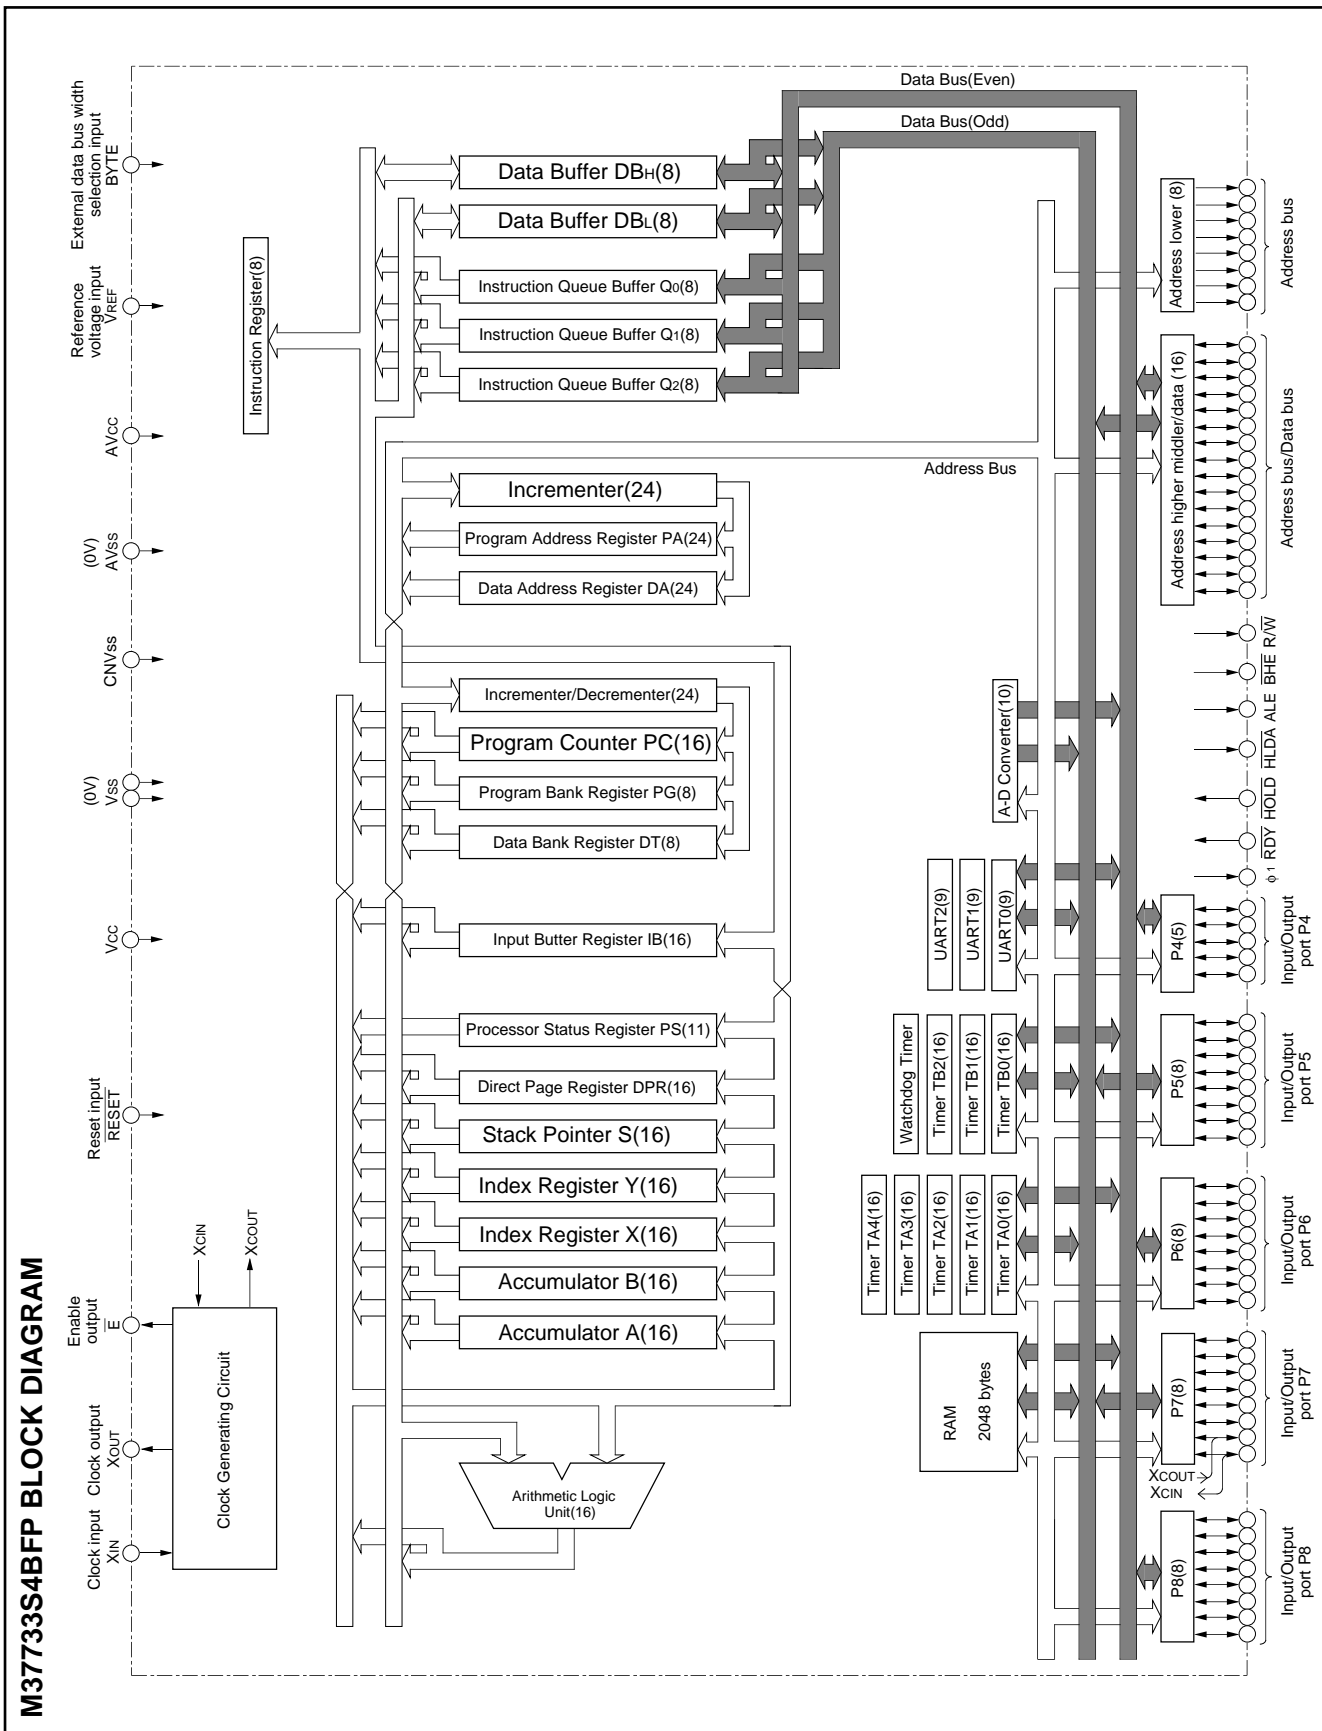 M37733S4BFP BLOCK DIAGRAM
Clock input
XIN
Clock output
XOUT
Enable
output
E
Reset input
RESET
VCC
(0V)
VSS
CNVss
(0V)
AVss
AVCC
Reference
voltage input
VREF
External data bus width
selection input
BYTE
Clock Generating Circuit
XCIN
XCOUT
Instruction Register(8)
Data Buffer DBH(8)
Data Buffer DBL(8)
Instruction Queue Buffer Q0(8)
Instruction Queue Buffer Q1(8)
Instruction Queue Buffer Q2(8)
Incrementer(24)
Program Address Register PA(24)
Data Address Register DA(24)
Incrementer/Decrementer(24)
Program Counter PC(16)
Program Bank Register PG(8)
Data Bank Register DT(8)
Input Butter Register IB(16)
Processor Status Register PS(11)
Direct Page Register DPR(16)
Stack Pointer S(16)
Index Register Y(16)
Index Register X(16)
Accumulator B(16)
Accumulator A(16)
Arithmetic Logic
Unit(16)
Data Bus(Even)
Data Bus(Odd)
Address Bus
A-D Converter(10)
UART2(9)
UART1(9)
UART0(9)
Watchdog Timer
Timer TB2(16)
Timer TB1(16)
Timer TB0(16)
Timer TA4(16)
Timer TA3(16)
Timer TA2(16)
Timer TA1(16)
Timer TA0(16)
RAM
2048 bytes
Address lower (8)
Address bus
Address higher middler/data (16)
Address bus/Data bus
R/W
BHE
ALE
HLDA
HOLD
RDY
ϕ1
P4(5)
Input/Output
port P4
P5(8)
Input/Output
port P5
P6(8)
Input/Output
port P6
P7(8)
Input/Output
port P7
XCOUT
XCIN
P8(8)
Input/Output
port P8